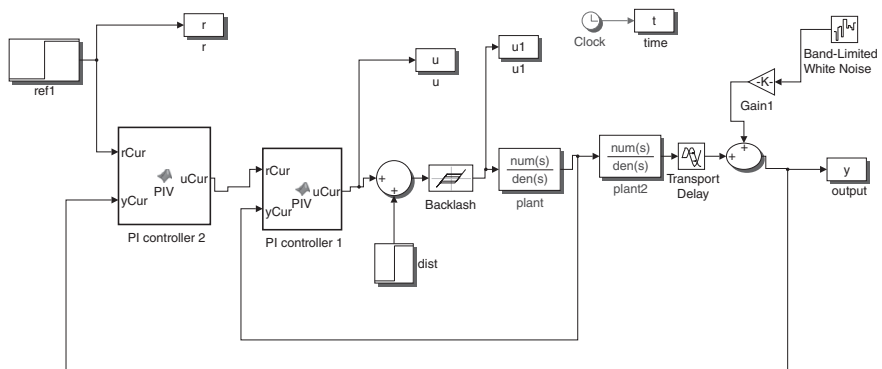 r
r
ref1
Clock
t
time
u
u
u1
u1
Band-Limited
White Noise
-K-
Gain1
rCur
PIV
uCur
yCur
PI controller 2
rCur
PIV
uCur
yCur
PI controller 1
+
+
Backlash
num(s)
den(s)
plant
num(s)
den(s)
plant2
Transport
Delay
+
+
y
output
dist